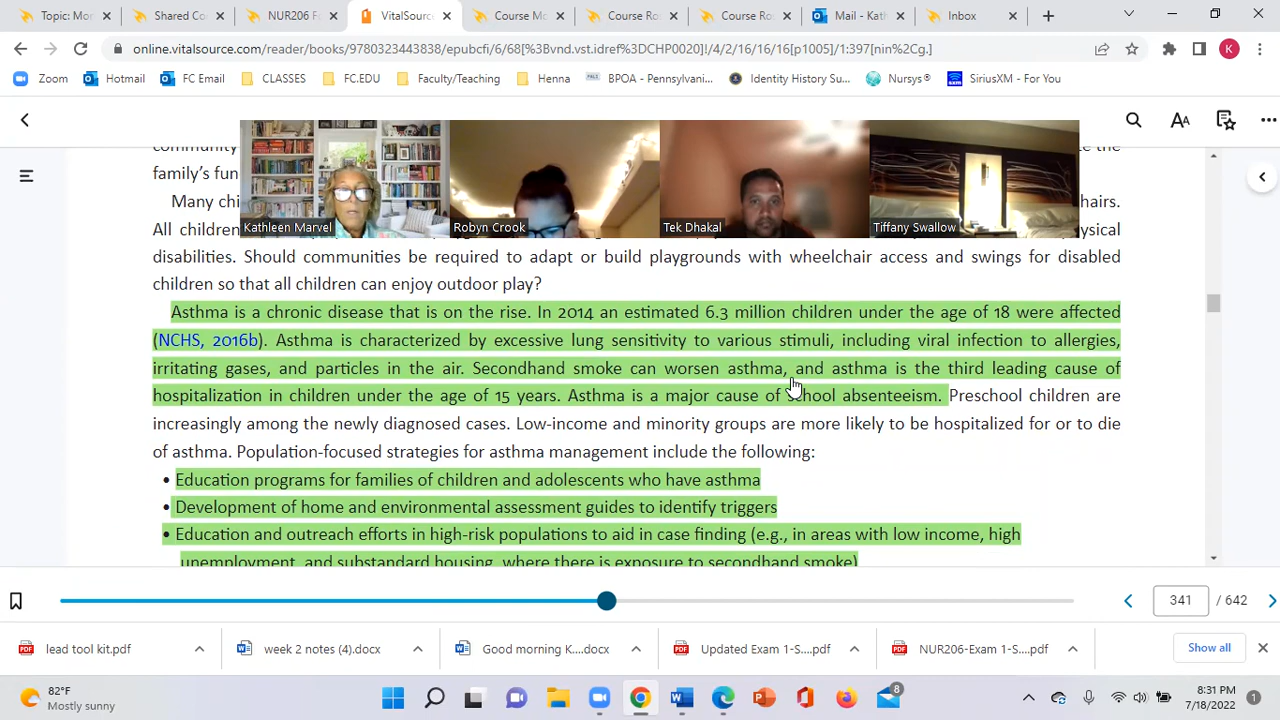 Topic: Mor
Shared Co
NUR206 F
VitalSource
Course Mo
Course Ro
Course Ro
Mail - Kath
Inbox
online.vitalsource.com/reader/books/9780323443838/epubcfi/6/68[%3Bvnd.vst.idref%3DCHP0020]!/4/2/16/16/16[p1005]/1:397[nin%2Cg.]
K
Zoom
Hotmail
FC Email
CLASSES
FC.EDU
Faculty/Teaching
Henna
BPOA - Pennsylvani...
Identity History Su...
Nursys®
SiriusXM - For You
AA
community
the
family's fun
Many chi
hairs.
All children
physical
Kathleen Marvel
Robyn Crook
Tek Dhakal
Tiffany Swallow
disabilities. Should communities be required to adapt or build playgrounds with wheelchair access and swings for disabled
children so that all children can enjoy outdoor play?
Asthma is a chronic disease that is on the rise. In 2014 an estimated 6.3 million children under the age of 18 were affected
(NCHS, 2016b). Asthma is characterized by excessive lung sensitivity to various stimuli, including viral infection to allergies,
irritating gases, and particles in the air. Secondhand smoke can worsen asthma, and asthma is the third leading cause of
hospitalization in children under the age of 15 years. Asthma is a major cause of school absenteeism. Preschool children are
increasingly among the newly diagnosed cases. Low-income and minority groups are more likely to be hospitalized for or to die
of asthma. Population-focused strategies for asthma management include the following:
• Education programs for families of children and adolescents who have asthma
• Development of home and environmental assessment guides to identify triggers
• Education and outreach efforts in high-risk populations to aid in case finding (e.g., in areas with low income, high
unemployment, and substandard housing, where there is exposure to secondhand smoke)
341 / 642
lead tool kit.pdf
week 2 notes (4).docx
Good morning K....docx
Updated Exam 1-S....pdf
NUR206-Exam 1-S....pdf
Show all
82°F
Mostly sunny
8
8:31 PM
7/18/2022
1